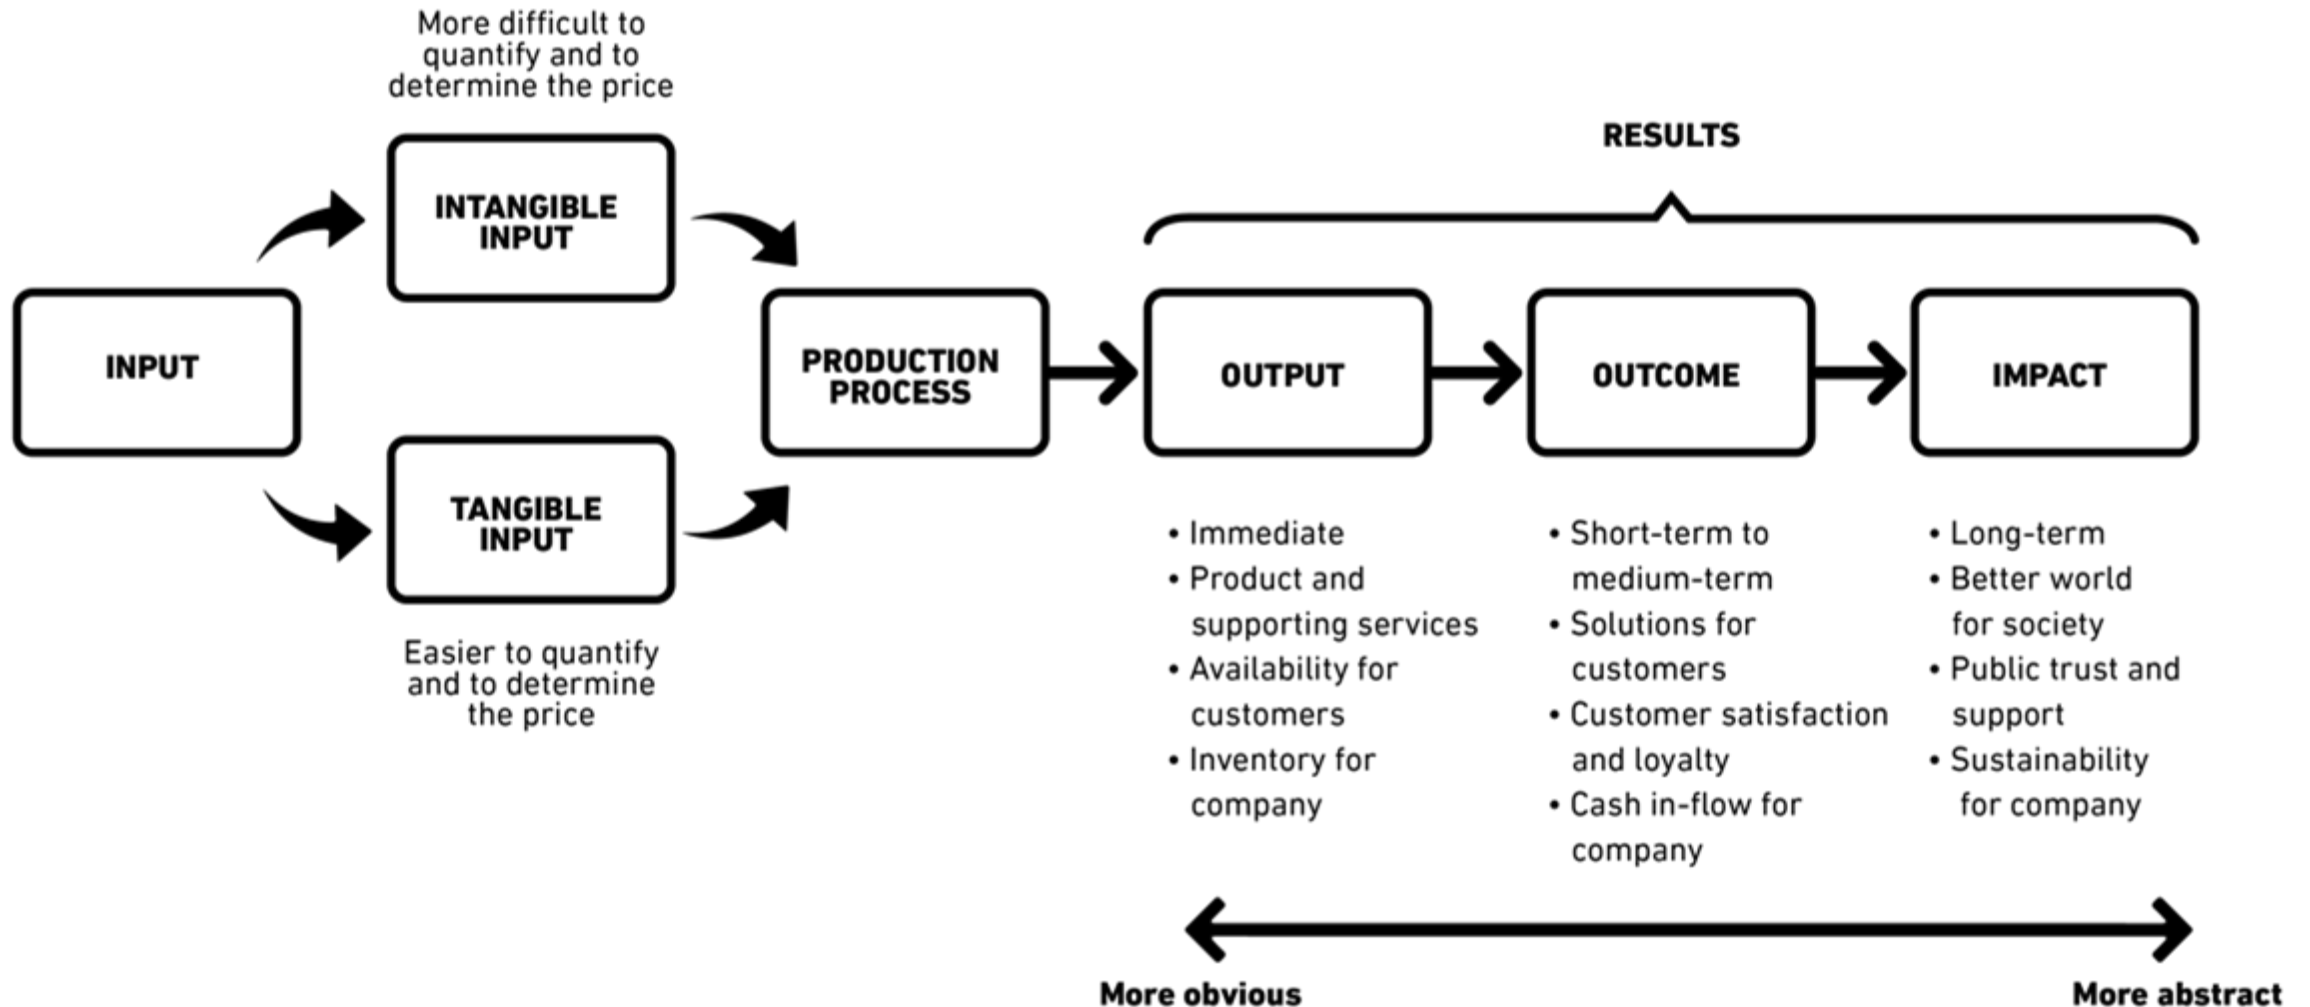 More difficult to
quantify and to
determine the price
INTANGIBLE
INPUT
INPUT
TANGIBLE
INPUT
Easier to quantify
and to determine
the price
PRODUCTION
PROCESS
RESULTS
OUTPUT
• Immediate
• Product and
supporting services
• Availability for
customers
• Inventory for
company
OUTCOME
• Short-term to
medium-term
• Solutions for
customers
• Customer satisfaction
and loyalty
• Cash in-flow for
company
IMPACT
• Long-term
• Better world
for society
• Public trust and
support
• Sustainability
for company
More obvious
More abstract